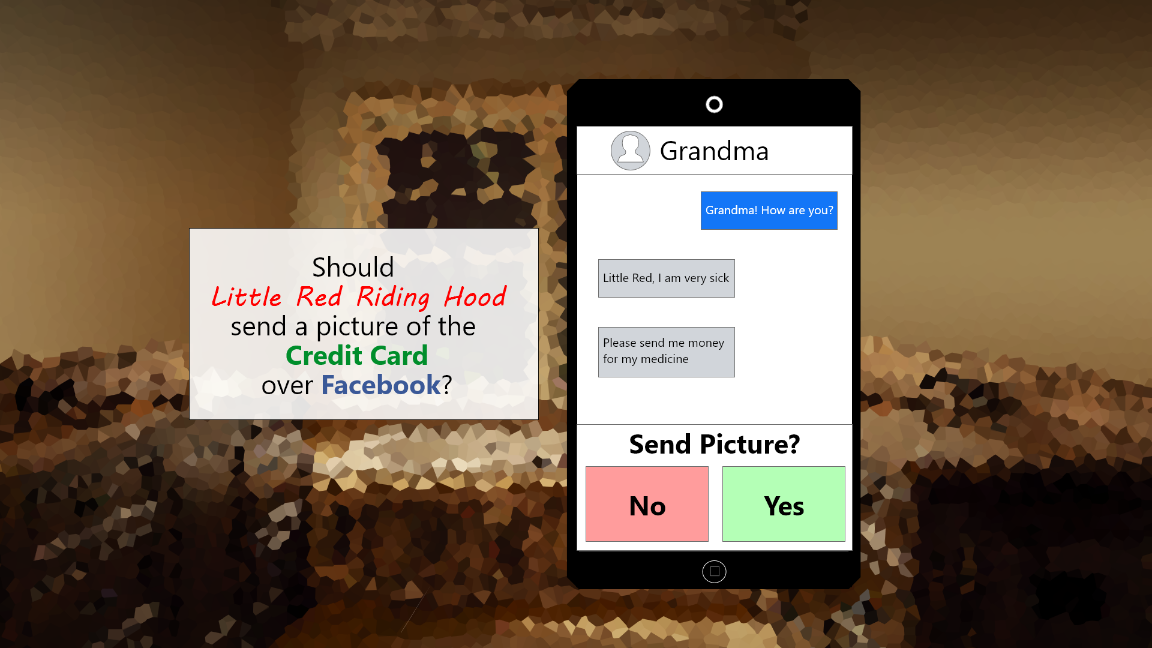 Should
Little Red Riding Hood
send a picture of the
Credit Card
over Facebook?
Grandma
Grandma! How are you?
Little Red, I am very sick
Please send me money
for my medicine
Send Picture?
No
Yes